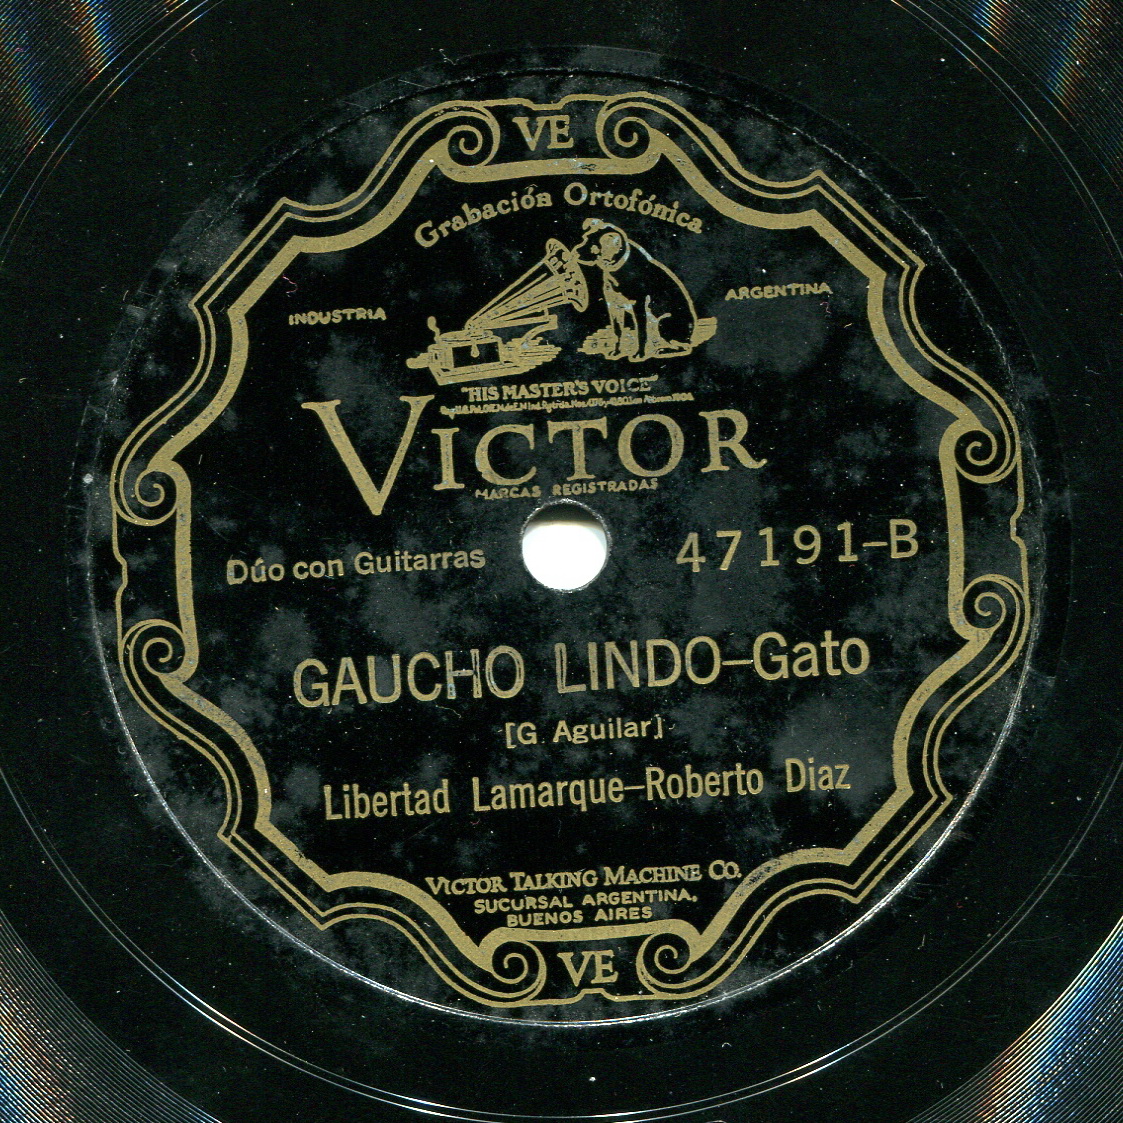 VE
Grabación Ortofónica
INDUSTRIA
ARGENTINA
"HIS MASTER'S VOICE"
VICTOR
MARCAS REGISTRADAS
Dúo con Guitarras
47191-B
GAUCHO LINDO-Gato
[G. Aguilar]
Libertad Lamarque-Roberto Diaz
VICTOR TALKING MACHINE CO.
SUCURSAL ARGENTINA,
BUENOS AIRES
VE